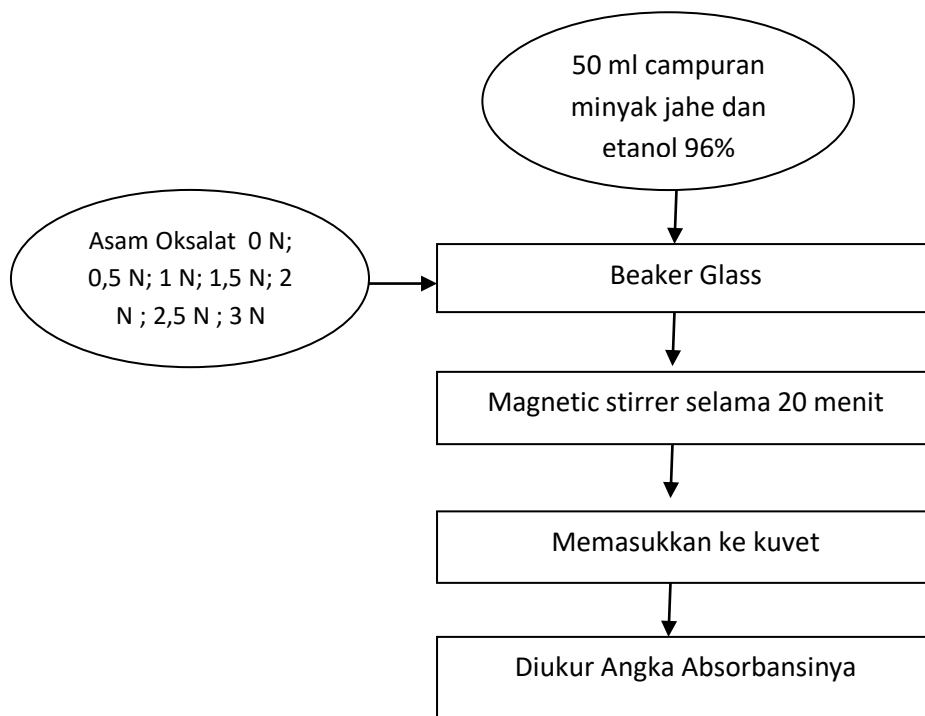 50 ml campuran
minyak jahe dan
etanol 96%
Asam Oksalat 0 N;
0,5 N; 1 N; 1,5 N; 2
N ; 2,5 N ; 3 N
Beaker Glass
Magnetic stirrer selama 20 menit
Memasukkan ke kuvet
Diukur Angka Absorbansinya